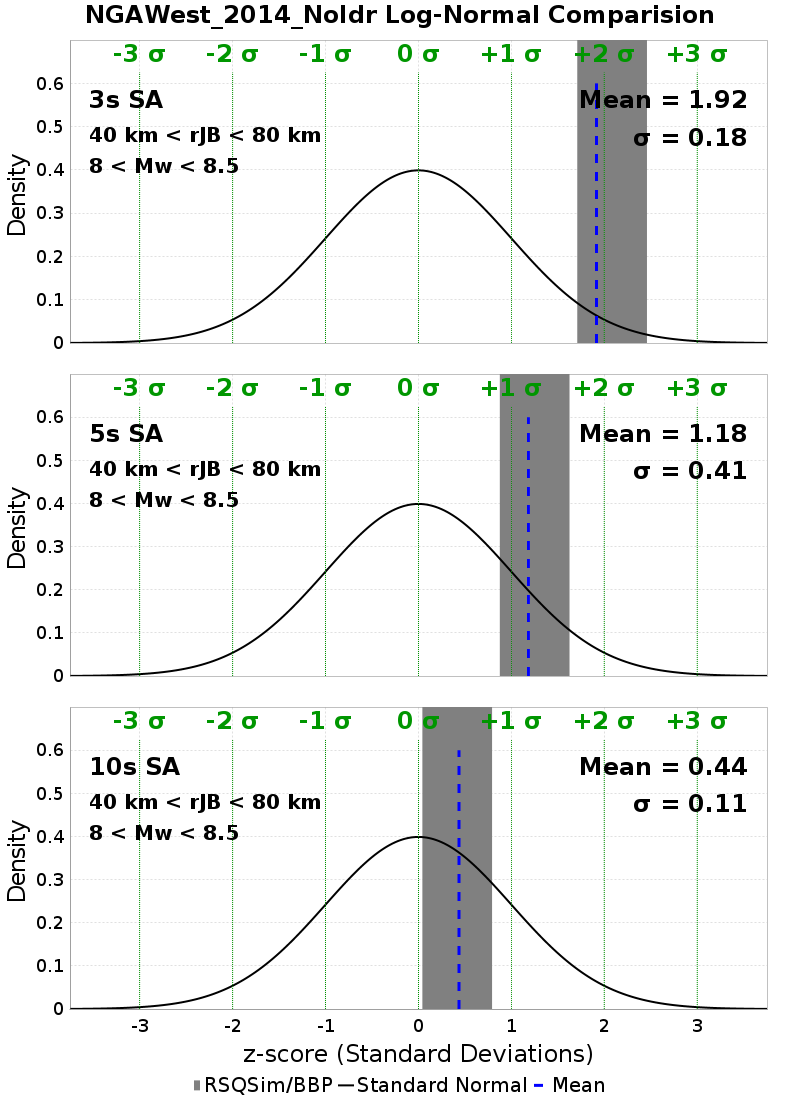 NGAWest_2014_NoIdr Log-Normal Comparision
-3 σ -2 σ -1 σ 0 σ +1 σ +2 σ +3 σ
3s SA
Mean = 1.92
40 km < rJB < 80 km
σ = 0.18
8 < Mw < 8.5
Density
0.6
0.5
0.4
0.3
0.2
0.1
0
-3 σ -2 σ -1 σ 0 σ +1 σ +2 σ +3 σ
5s SA
Mean = 1.18
40 km < rJB < 80 km
σ = 0.41
8 < Mw < 8.5
Density
0.6
0.5
0.4
0.3
0.2
0.1
0
-3 σ -2 σ -1 σ 0 σ +1 σ +2 σ +3 σ
10s SA
Mean = 0.44
40 km < rJB < 80 km
σ = 0.11
8 < Mw < 8.5
Density
0.6
0.5
0.4
0.3
0.2
0.1
0
-3 -2 -1 0 1 2 3
z-score (Standard Deviations)
RSQSim/BBP Standard Normal Mean